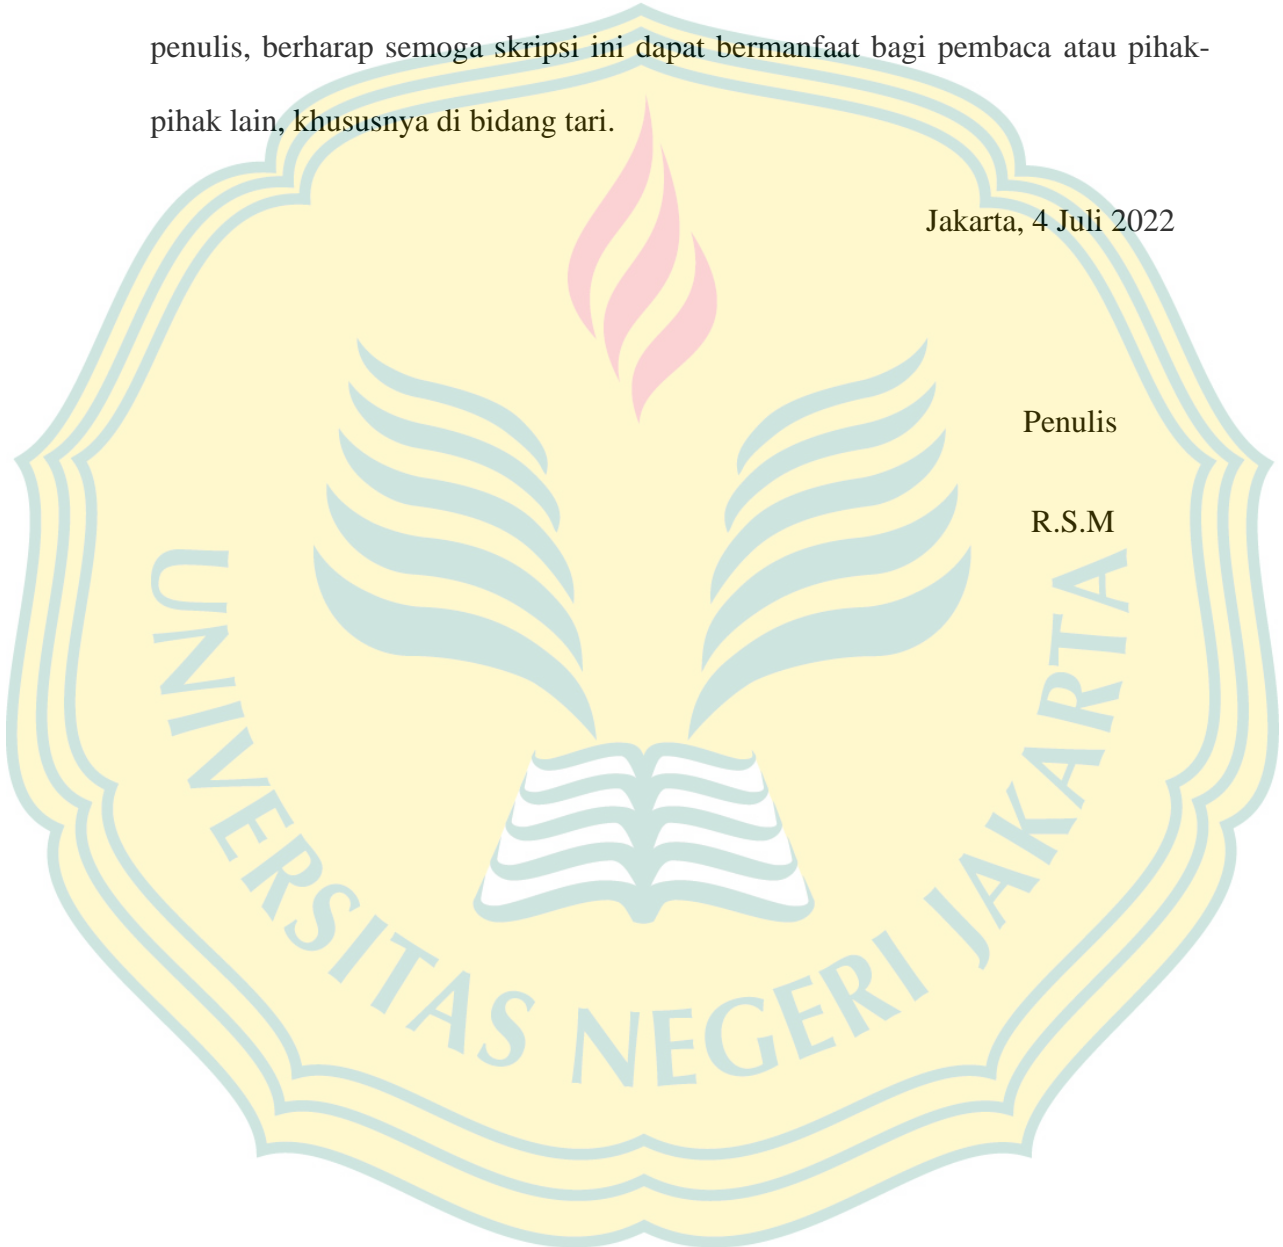 penulis, berharap semoga skripsi ini dapat bermanfaat bagi pembaca atau pihak-
pihak lain, khususnya di bidang tari.
Jakarta, 4 Juli 2022
Penulis
R.S.M
UNIVERSITAS NEGERI JAKARTA